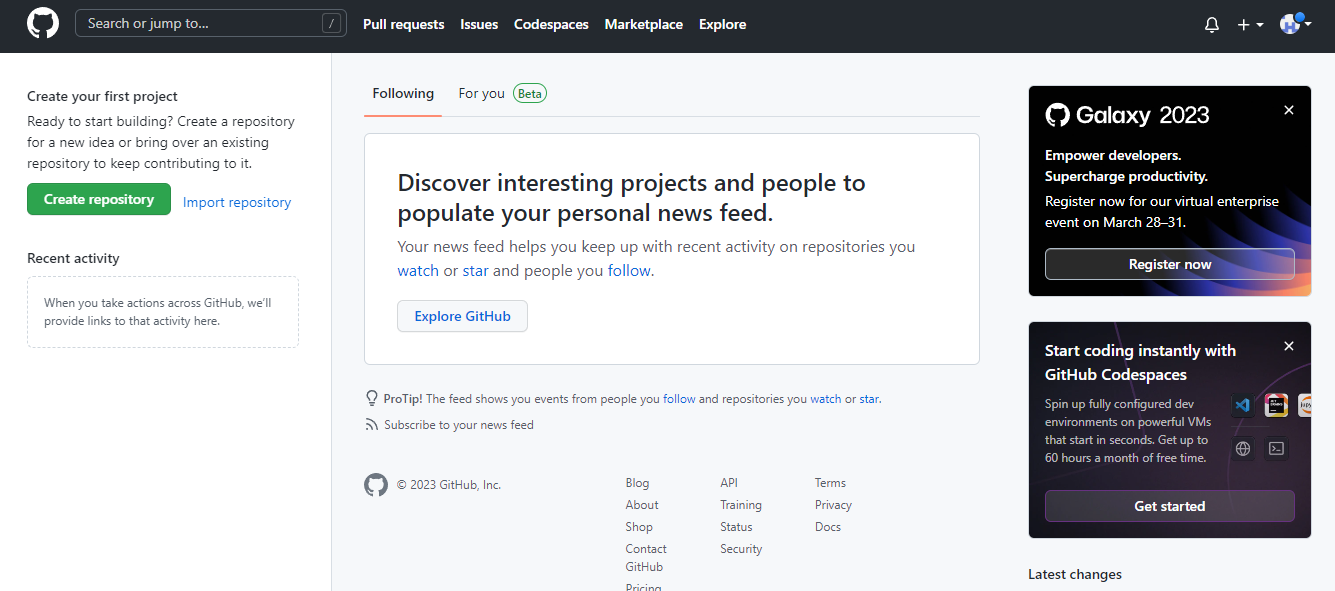 Search or jump to...
/
Pull requests
Issues
Codespaces
Marketplace
Explore
Create your first project
Ready to start building? Create a repository
for a new idea or bring over an existing
repository to keep contributing to it.
Create repository
Import repository
Recent activity
When you take actions across GitHub, we'll
provide links to that activity here.
Following
For you
Beta
Discover interesting projects and people to
populate your personal news feed.
Your news feed helps you keep up with recent activity on repositories you
watch or star and people you follow.
Explore GitHub
ProTip! The feed shows you events from people you follow and repositories you watch or star.
Subscribe to your news feed
© 2023 GitHub, Inc.
Blog
About
Shop
Contact
GitHub
Pricing
API
Training
Status
Security
Terms
Privacy
Docs
Galaxy 2023
Empower developers.
Supercharge productivity.
Register now for our virtual enterprise
event on March 28–31.
Register now
Start coding instantly with
GitHub Codespaces
Spin up fully configured dev
environments on powerful VMs
that start in seconds. Get up to
60 hours a month of free time.
Get started
Latest changes